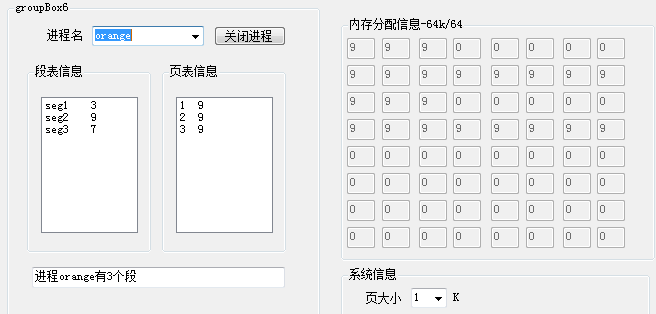 groupBox6
进程名 orange 关闭进程
段表信息
seg1 3
seg2 9
seg3 7
页表信息
1 9
2 9
3 9
进程orange有3个段
内存分配信息-64k/64
9 9 9 0 0 0 0 0
9 9 9 9 9 9 9 9
9 9 9 0 0 0 0 0
9 9 9 9 9 9 9 9
0 0 0 0 0 0 0 0
0 0 0 0 0 0 0 0
0 0 0 0 0 0 0 0
0 0 0 0 0 0 0 0
系统信息
页大小 1 K